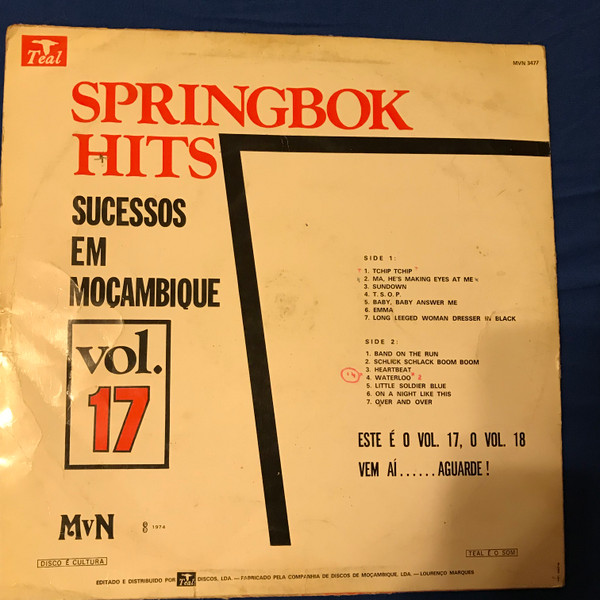 Teal
MVN 3477
SPRINGBOK
HITS
SUCESSOS
EM
MOÇAMBIQUE
vol.
17
SIDE 1:
1. TCHIP TCHIP
2. MA, HE'S MAKING EYES AT ME
3. SUNDOWN
4. T.S.O.P.
5. BABY, BABY ANSWER ME
6. EMMA
7. LONG LEEGED WOMAN DRESSER IN BLACK
SIDE 2:
1. BAND ON THE RUN
2. SCHLICK SCHLACK BOOM BOOM
3. HEARTBEAT
4. WATERLOO
5. LITTLE SOLDIER BLUE
6. ON A NIGHT LIKE THIS
7. OVER AND OVER
ESTE É O VOL. 17, O VOL. 18
VEM AÍ......AGUARDE!
MvN
1974
DISCO É CULTURA
TEAL É O SOM
EDITADO E DISTRIBUIDO POR Teal DISCOS, LDA. — FABRICADO PELA COMPANHIA DE DISCOS DE MOÇAMBIQUE, LDA. — LOURENÇO MARQUES